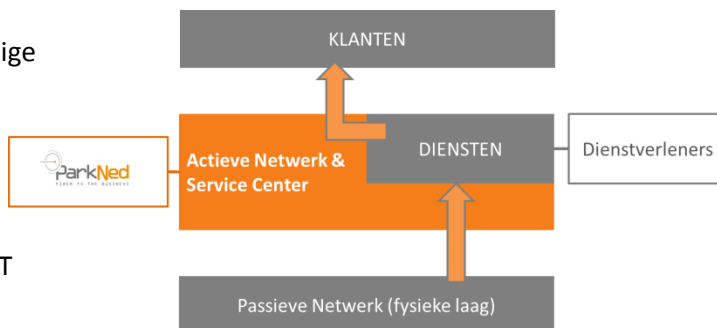 ige
KLANTEN
ParkNed
FIBER TO THE BUSINESS
Actieve Netwerk &
Service Center
DIENSTEN
Dienstverleners
T
Passieve Netwerk (fysieke laag)